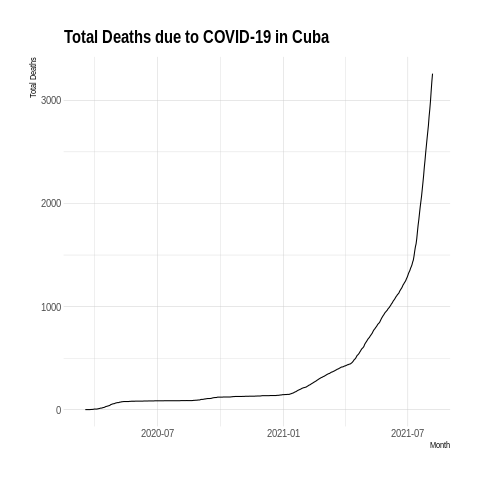 Total Deaths due to COVID-19 in Cuba
Total Deaths
3000
2000
1000
0
2020-07
2021-01
2021-07
Month